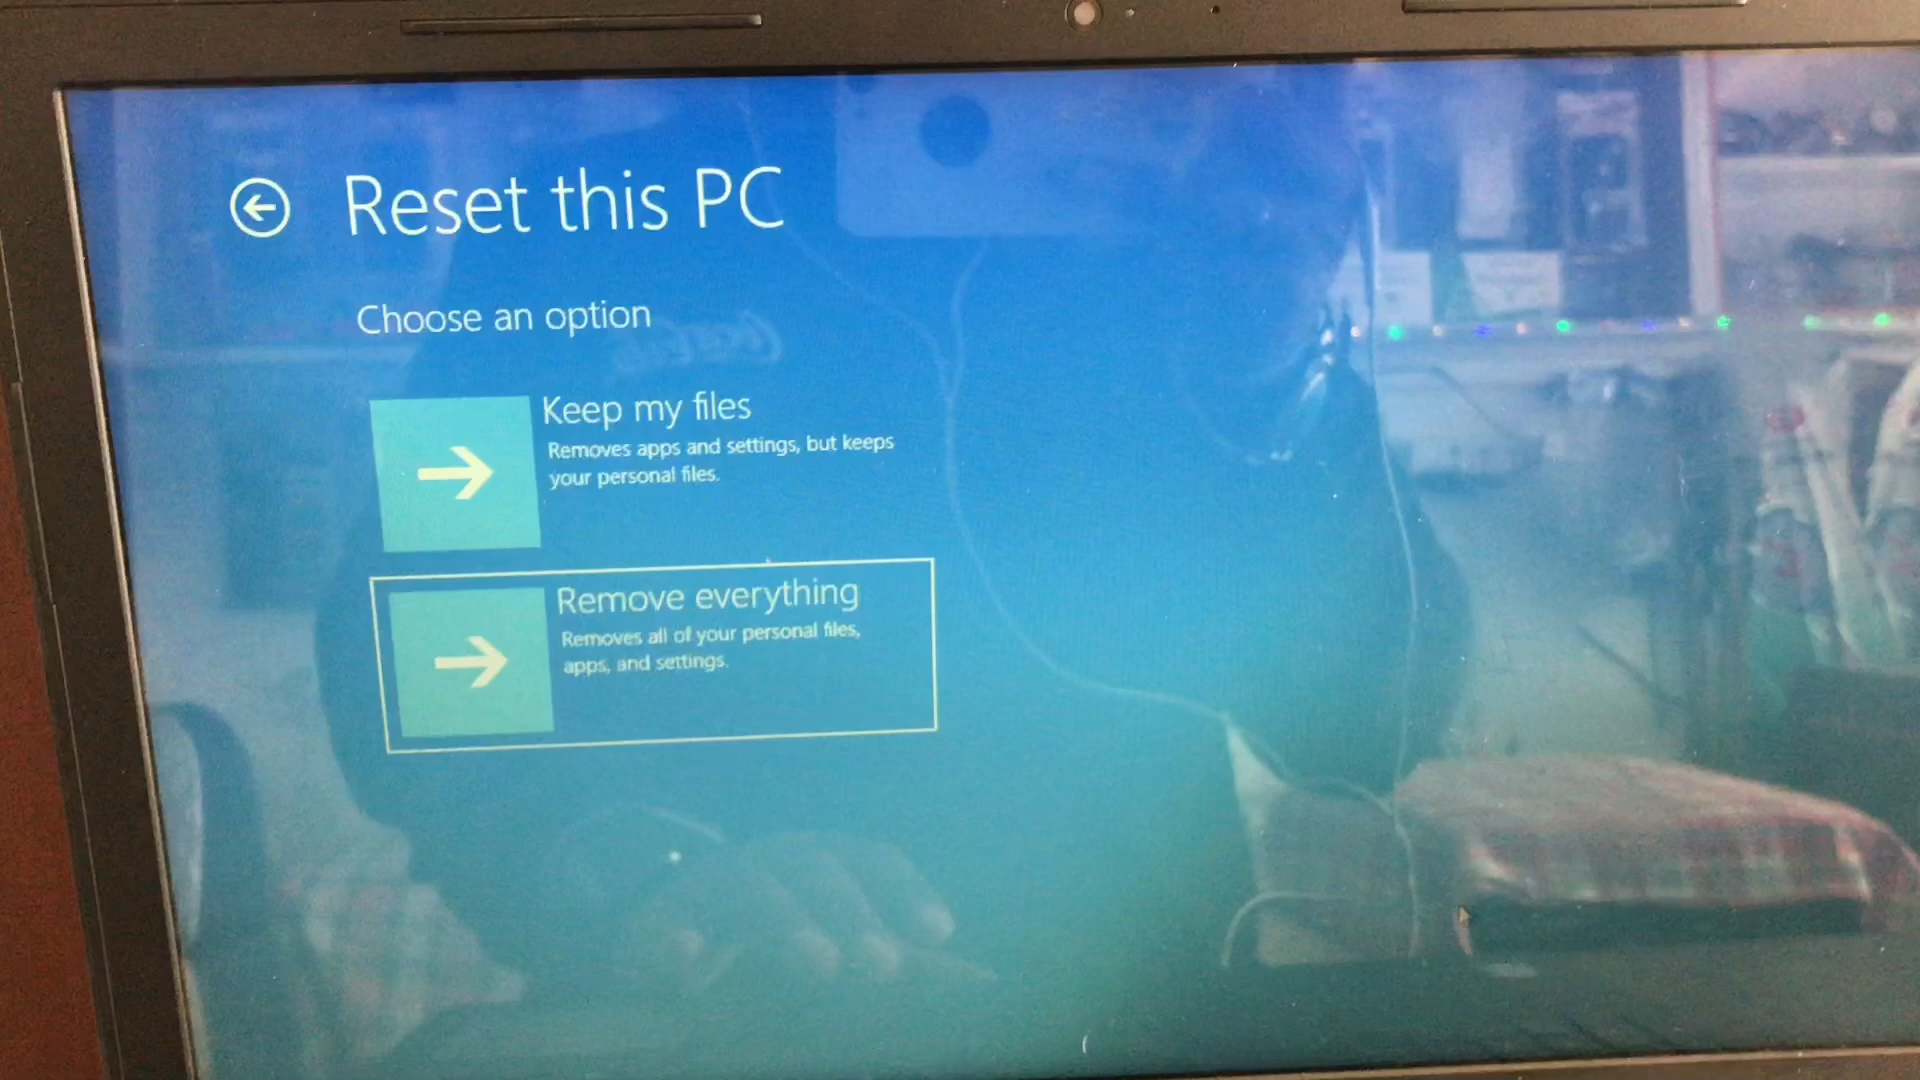 Reset this PC
Choose an option
Keep my files
Removes apps and settings, but keeps
your personal files.
Remove everything
Removes all of your personal files,
apps, and settings.